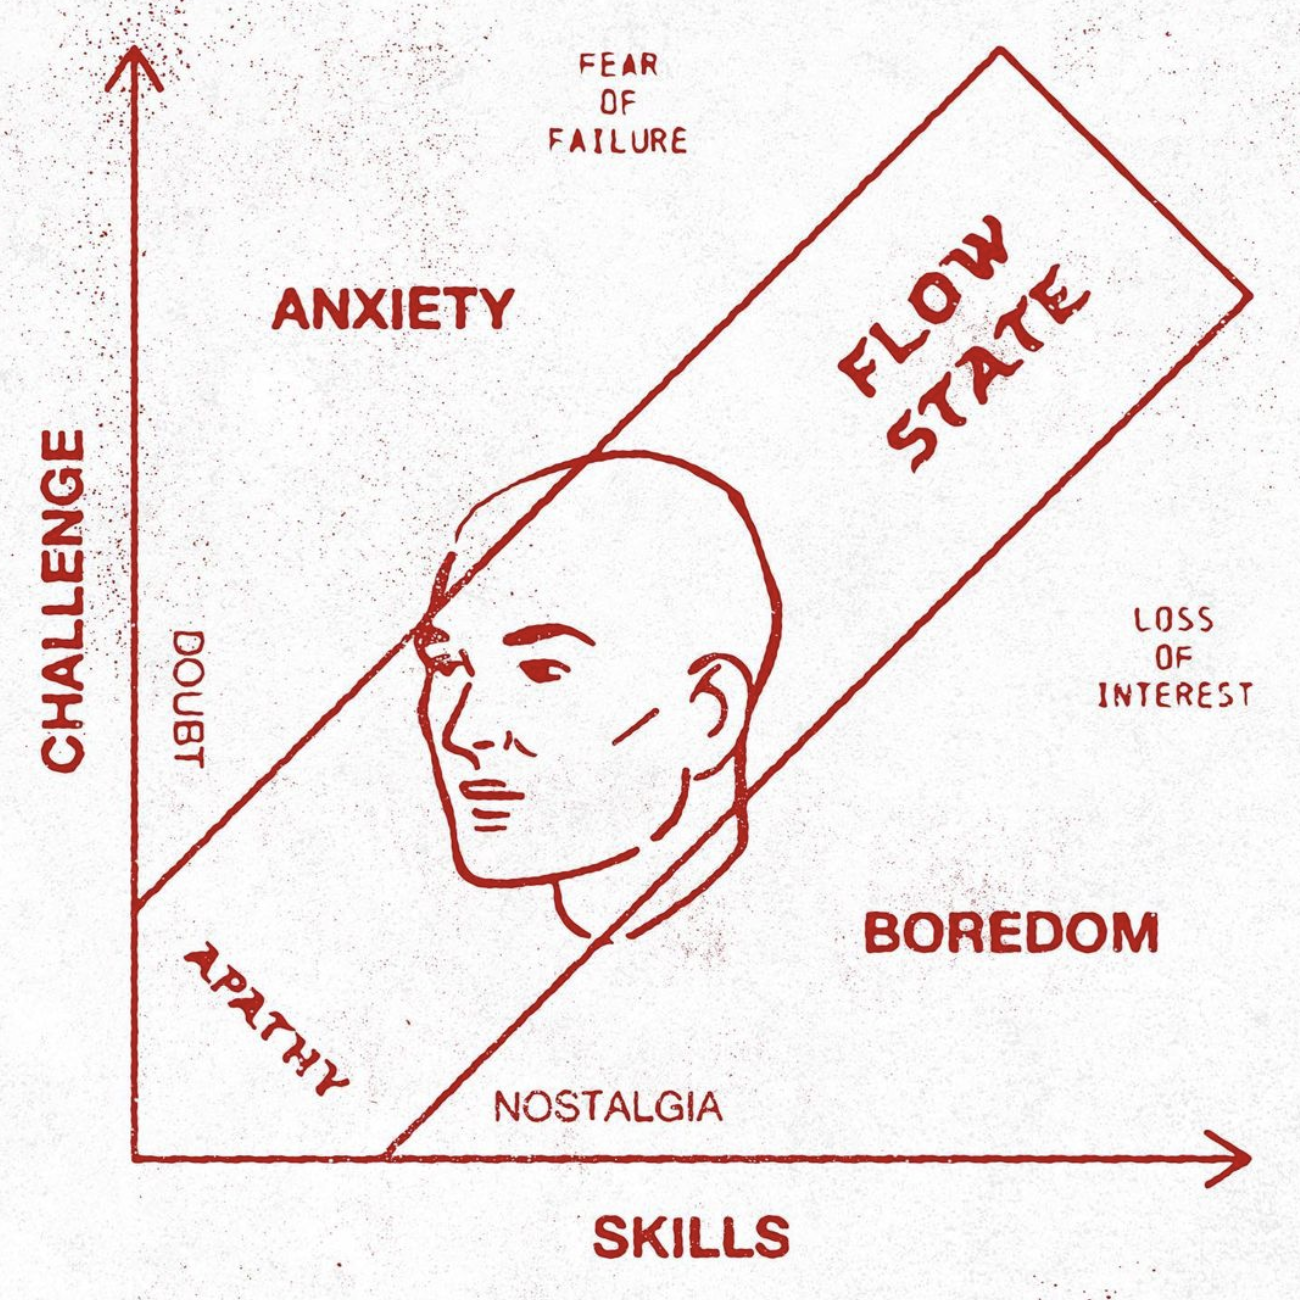 FEAR
OF
FAILURE
ANXIETY
FLOW
STATE
CHALLENGE
DOUBT
LOSS
OF
INTEREST
BOREDOM
APATHY
NOSTALGIA
SKILLS